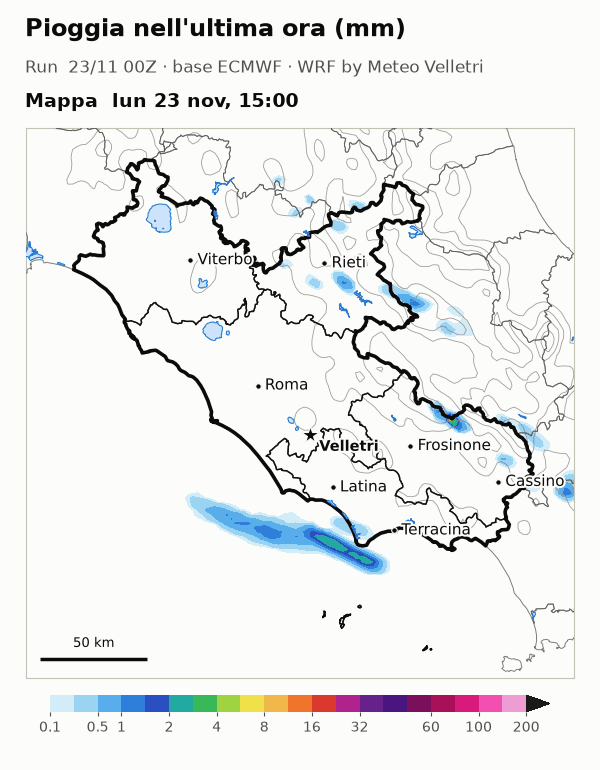 Pioggia nell'ultima ora (mm)
Run  23/11 00Z · base ECMWF · WRF by Meteo Velletri
Mappa  lun 23 nov, 15:00
Viterbo
Rieti
Roma
Velletri
Frosinone
Latina
Cassino
Terracina
50 km
0.1 0.5 1 2 4 8 16 32 60 100 200